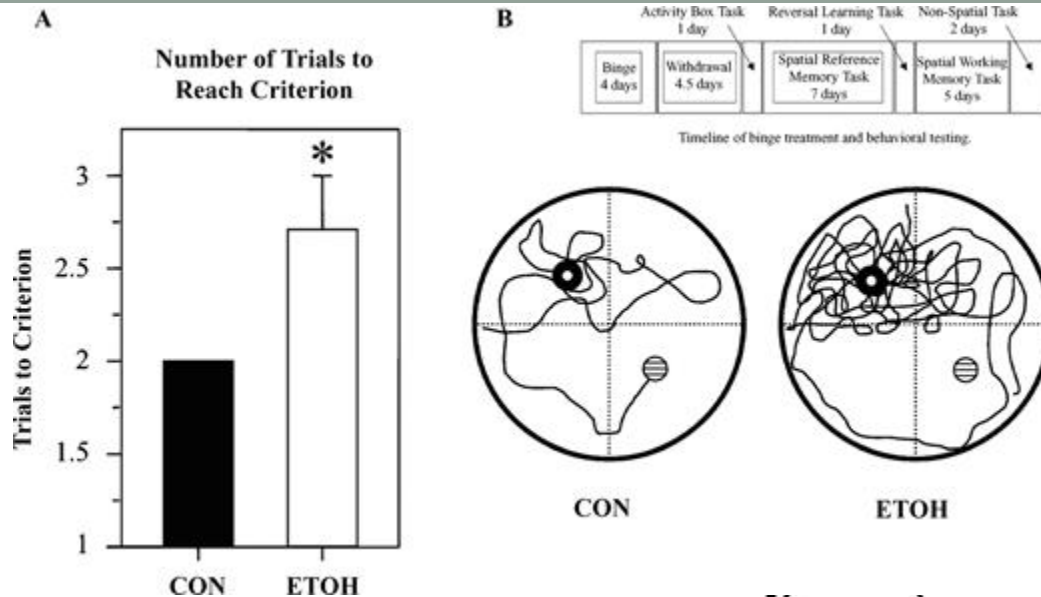 A
Number of Trials to
Reach Criterion
Trials to Criterion
3
2.5
2
1.5
1
*
CON
ETOH
B
Activity Box Task
1 day
Reversal Learning Task
1 day
Non-Spatial Task
2 days
Binge
4 days
Withdrawal
4.5 days
Spatial Reference
Memory Task
7 days
Spatial Working
Memory Task
5 days
Timeline of binge treatment and behavioral testing.
CON
ETOH